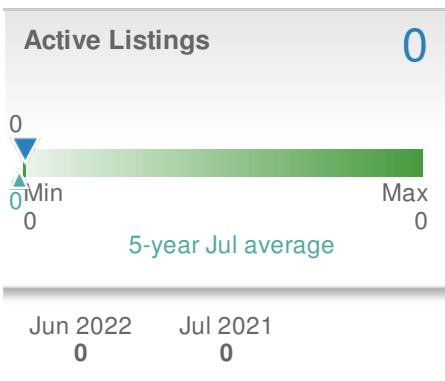 Active Listings 0
0
0
Min Max
0 0
5-year Jul average
Jun 2022 Jul 2021
0 0